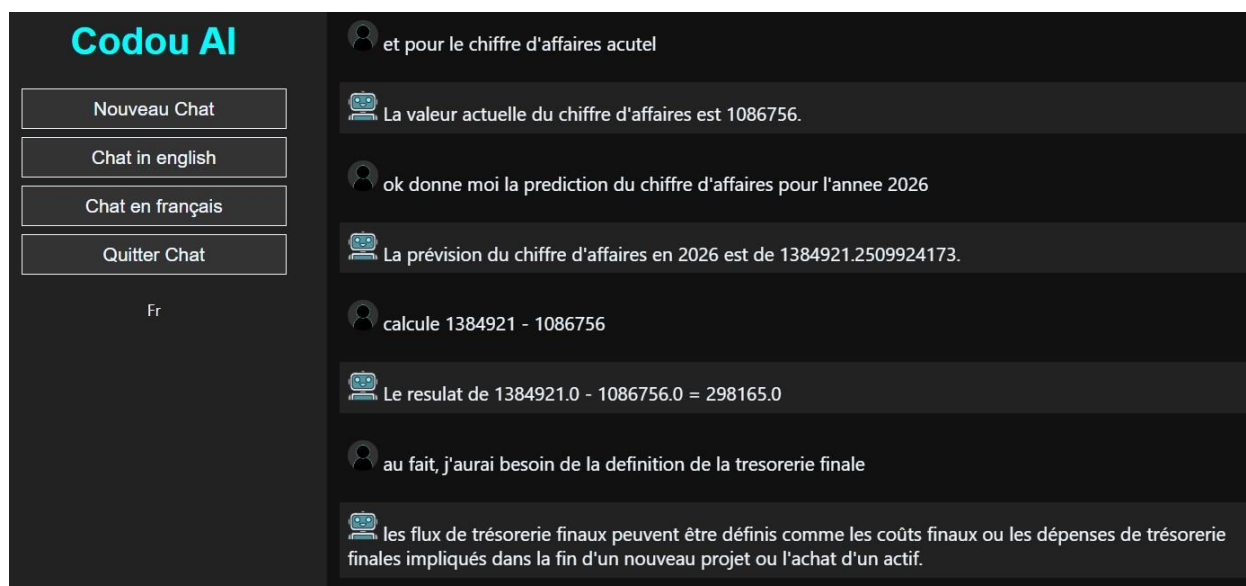 Codou AI
Nouveau Chat
Chat in english
Chat en français
Quitter Chat
Fr
et pour le chiffre d'affaires acutel
La valeur actuelle du chiffre d'affaires est 1086756.
ok donne moi la prediction du chiffre d'affaires pour l'annee 2026
La prévision du chiffre d'affaires en 2026 est de 1384921.2509924173.
calcule 1384921 - 1086756
Le resulat de 1384921.0 - 1086756.0 = 298165.0
au fait, j'aurai besoin de la definition de la tresorerie finale
les flux de trésorerie finaux peuvent être définis comme les coûts finaux ou les dépenses de trésorerie
finales impliqués dans la fin d'un nouveau projet ou l'achat d'un actif.